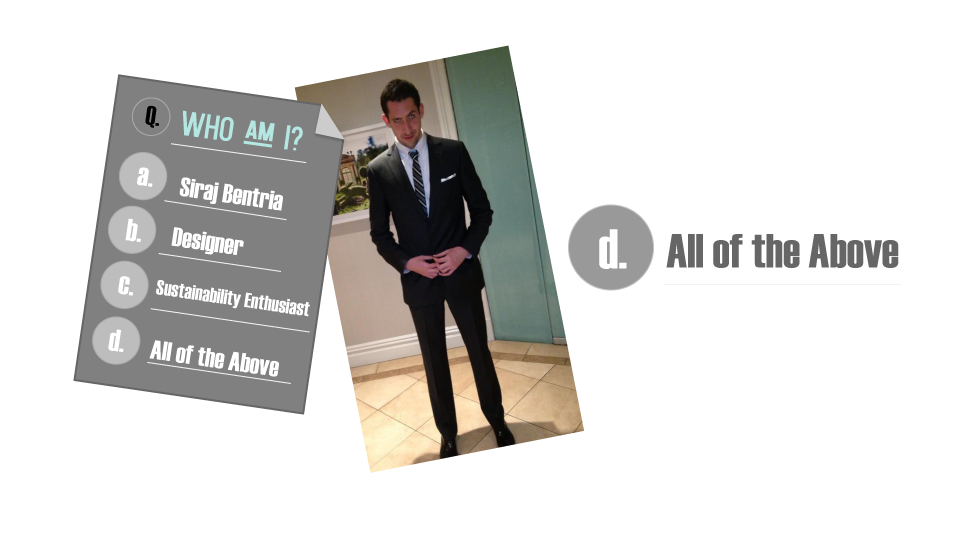 Q. WHO AM I?
a. Siraj Bentria
b. Designer
c. Sustainability Enthusiast
d. All of the Above
d. All of the Above